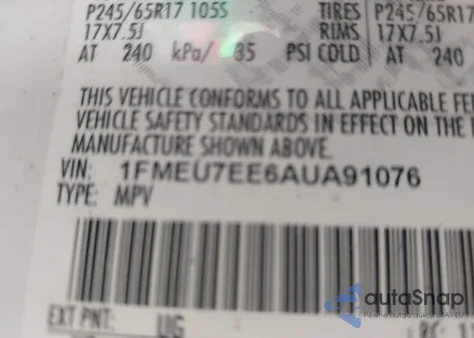 P245/65R17 105S TIRES P245/65R17
17X7.5J RIMS 17X7.5J
AT 240 kPa/ 35 PSI COLD AT 240
THIS VEHICLE CONFORMS TO ALL APPLICABLE FE
VEHICLE SAFETY STANDARDS IN EFFECT ON THE
MANUFACTURE SHOWN ABOVE.
VIN: 1FMEU7EE6AUA91076
TYPE: MPV
autoSnap
EXT PNT: UG